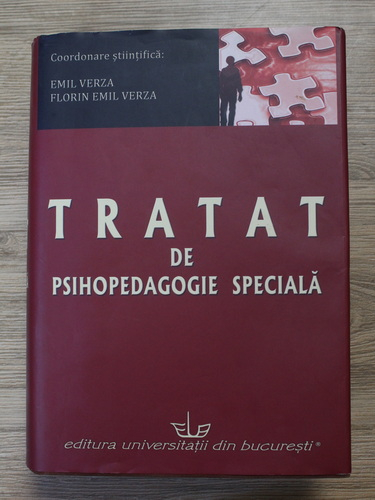 Coordonare științifică:
EMIL VERZA
FLORIN EMIL VERZA
TRATAT
DE
PSIHOPEDAGOGIE SPECIALĂ
editura universității din bucurești®